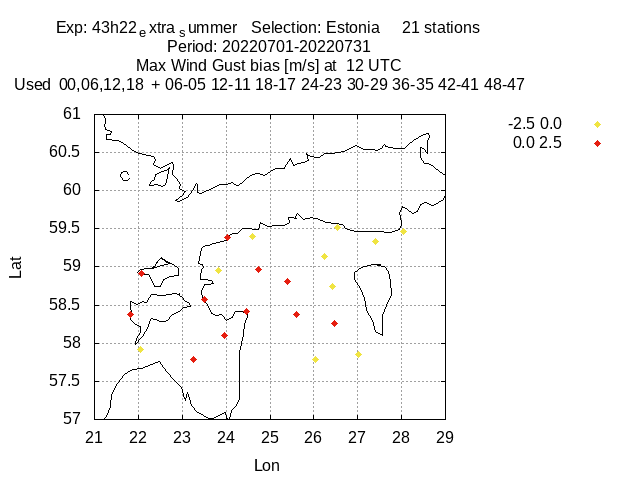 Exp: 43h22extrasummer   Selection: Estonia     21 stations
Period: 20220701-20220731
Max Wind Gust bias [m/s] at  12 UTC
Used  00,06,12,18  + 06-05 12-11 18-17 24-23 30-29 36-35 42-41 48-47
-2.5 0.0
0.0 2.5
61
60.5
60
59.5
59
58.5
58
57.5
57
Lat
21 22 23 24 25 26 27 28 29
Lon